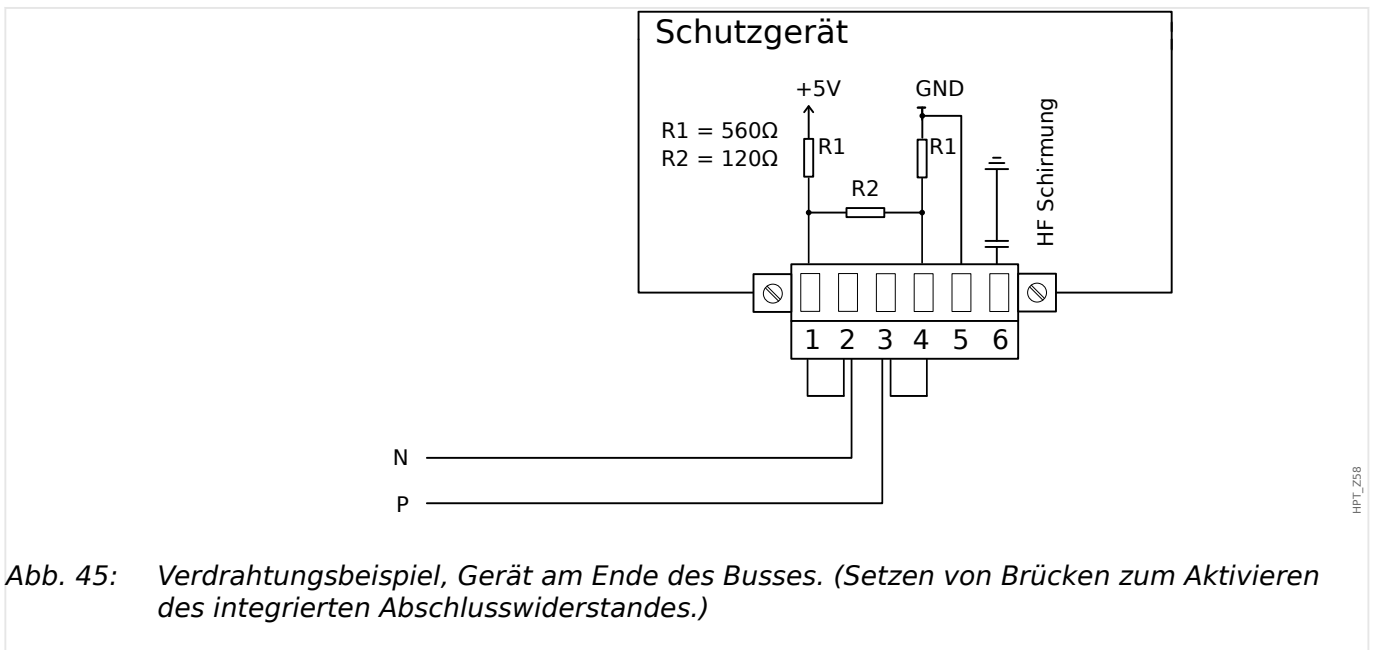 Schutzgerät
+5V
GND
R1 = 560Ω
R2 = 120Ω
R1
R1
R2
HF Schirmung
1 2 3 4 5 6
N
P
HPT_Z58
Abb. 45: Verdrahtungsbeispiel, Gerät am Ende des Busses. (Setzen von Brücken zum Aktivieren
des integrierten Abschlusswiderstandes.)